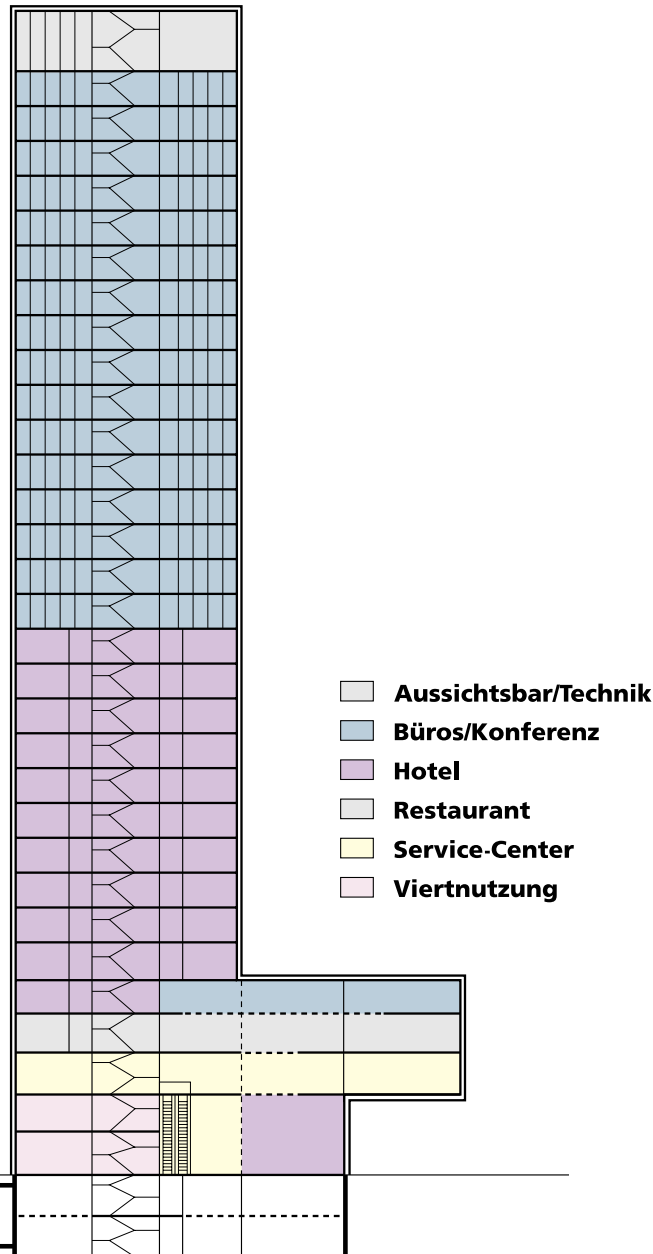 Aussichtsbar/Technik
Büros/Konferenz
Hotel
Restaurant
Service-Center
Viertnutzung